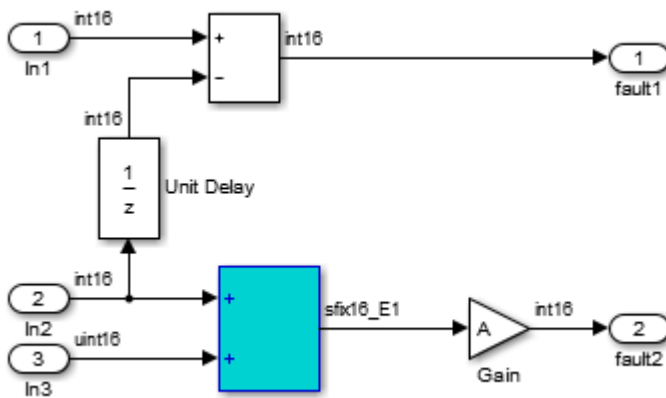 int16
1
In1
+
−
int16
1
fault1
int16
1
z
Unit Delay
int16
2
In2
uint16
3
In3
+
+
sfix16_E1
A
Gain
int16
2
fault2